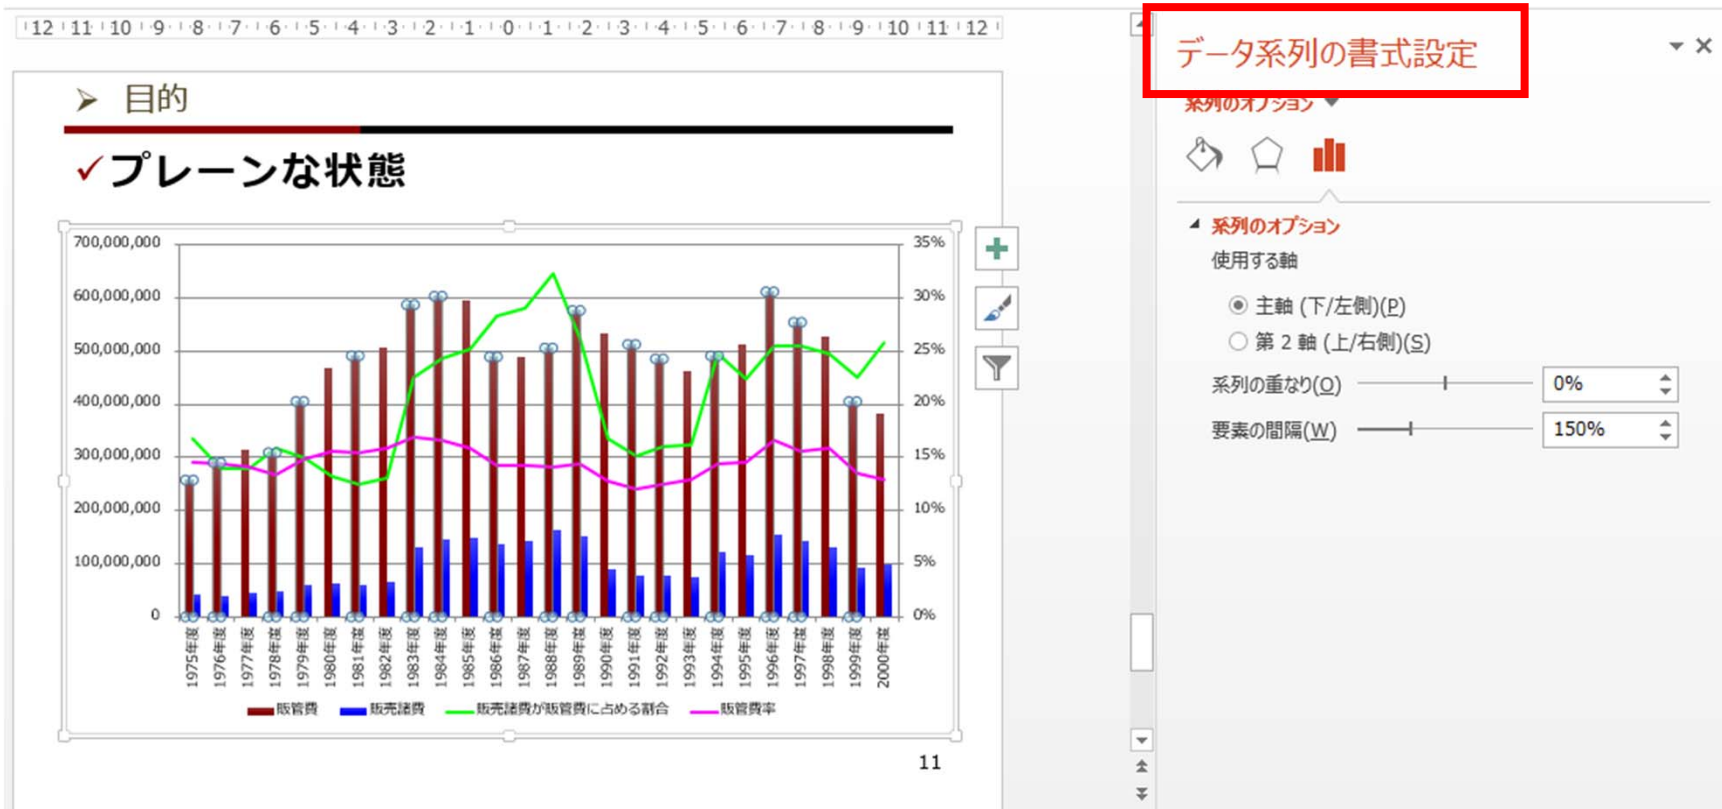 12 11 10 9 8 7 6 5 4 3 2 1 0 1 2 3 4 5 6 7 8 9 10 11 12
目的
プレーンな状態
700,000,000
600,000,000
500,000,000
400,000,000
300,000,000
200,000,000
100,000,000
0
35%
30%
25%
20%
15%
10%
5%
0%
1975年度
1976年度
1977年度
1978年度
1979年度
1980年度
1981年度
1982年度
1983年度
1984年度
1985年度
1986年度
1987年度
1988年度
1989年度
1990年度
1991年度
1992年度
1993年度
1994年度
1995年度
1996年度
1997年度
1998年度
1999年度
2000年度
販管費 販売諸費 販売諸費が販管費に占める割合 販管費率
11
データ系列の書式設定
系列のオプション
系列のオプション
使用する軸
主軸 (下/左側)(P)
第 2 軸 (上/右側)(S)
系列の重なり(O) 0%
要素の間隔(W) 150%